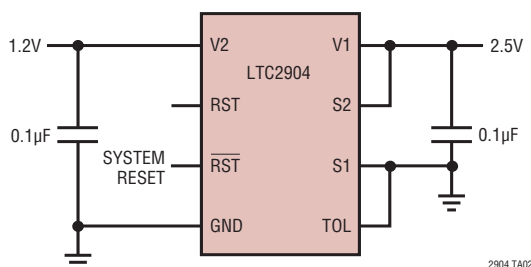 1.2V
V2
V1
2.5V
LTC2904
RST
S2
0.1µF
0.1µF
SYSTEM
RESET
RST
S1
GND
TOL
2904 TA02